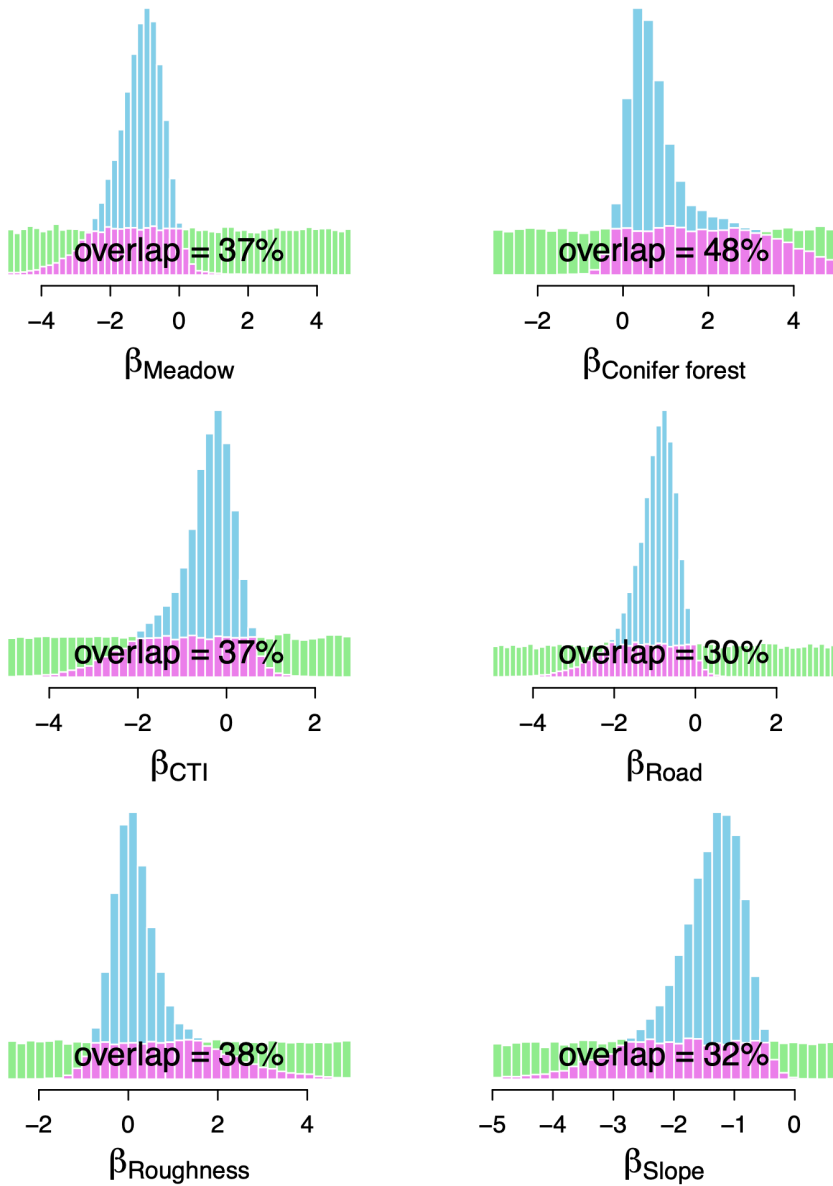 overlap = 37%
−4 −2 0 2 4
βMeadow
overlap = 48%
−2 0 2 4
βConifer forest
overlap = 37%
−4 −2 0 2
βCTI
overlap = 30%
−4 −2 0 2
βRoad
overlap = 38%
−2 0 2 4
βRoughness
overlap = 32%
−5 −4 −3 −2 −1 0
βSlope